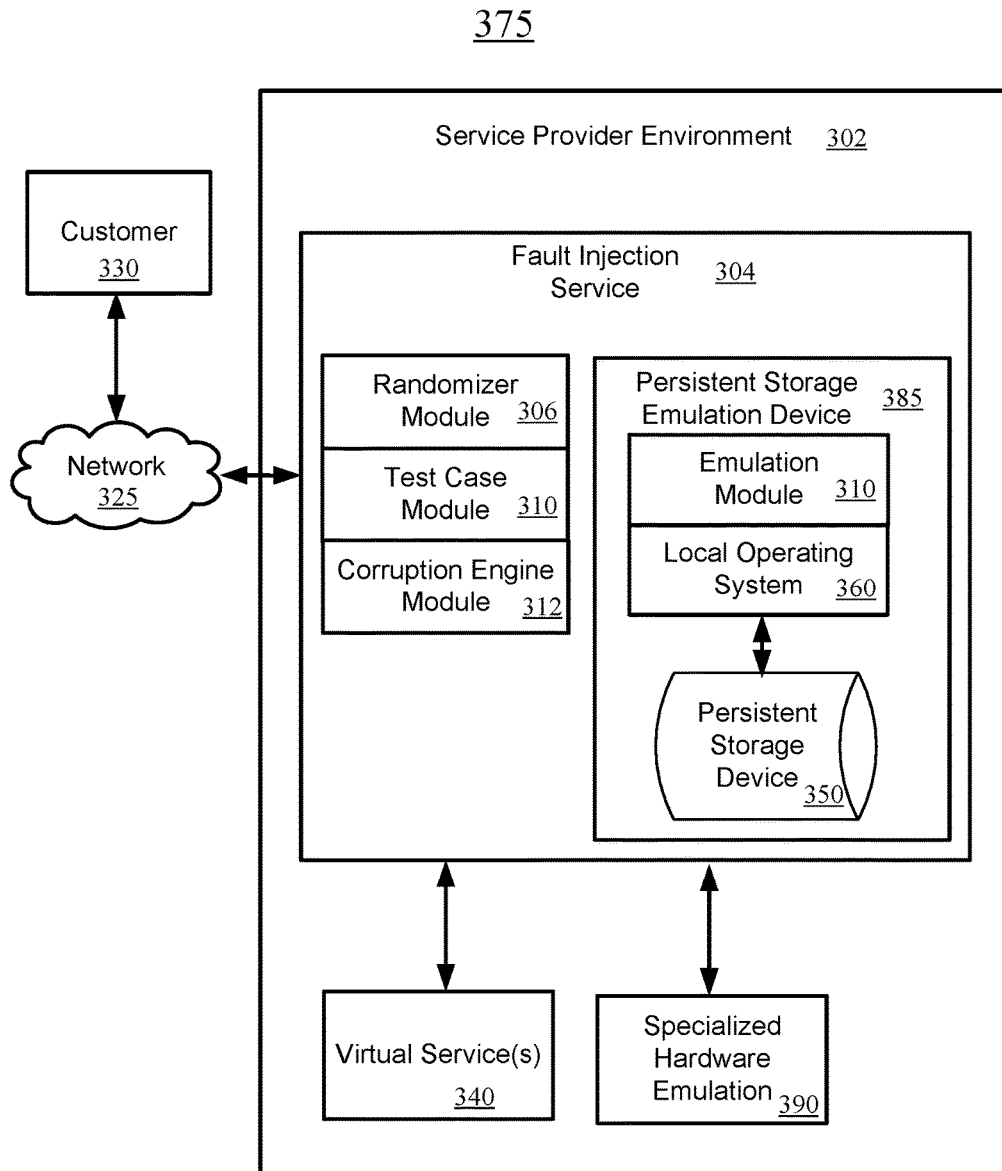 375
Service Provider Environment 302
Customer
330
Fault Injection
Service 304
Network
325
Randomizer
Module 306
Test Case
Module 310
Corruption Engine
Module 312
Persistent Storage
Emulation Device 385
Emulation
Module 310
Local Operating
System 360
Persistent
Storage
Device 350
Virtual Service(s)
340
Specialized
Hardware
Emulation 390